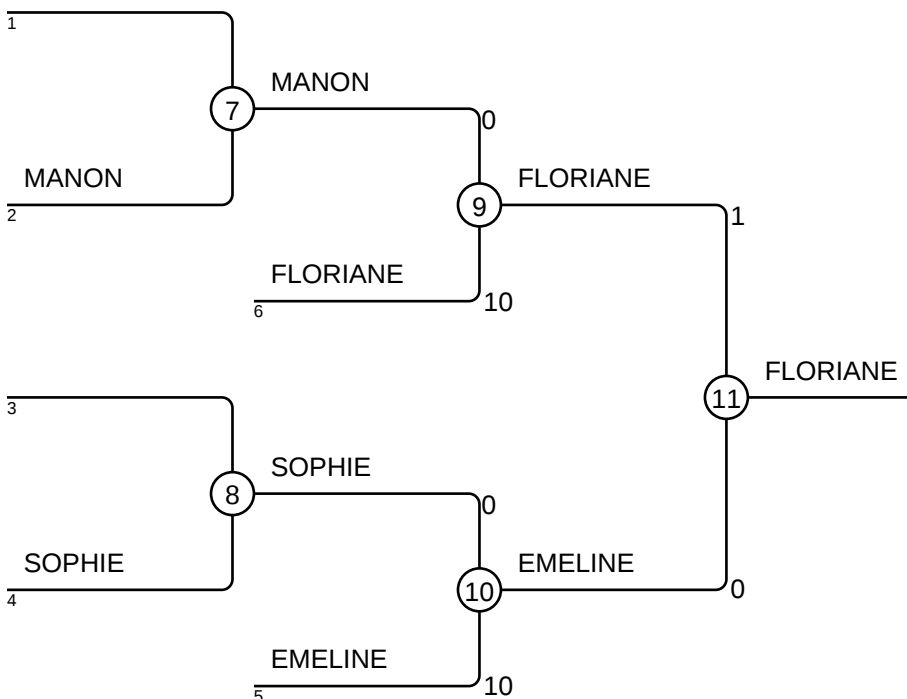 1
MANON
7
0
MANON
FLORIANE
2
9
1
FLORIANE
6
10
FLORIANE
3
11
SOPHIE
8
0
SOPHIE
EMELINE
4
10
0
EMELINE
5
10